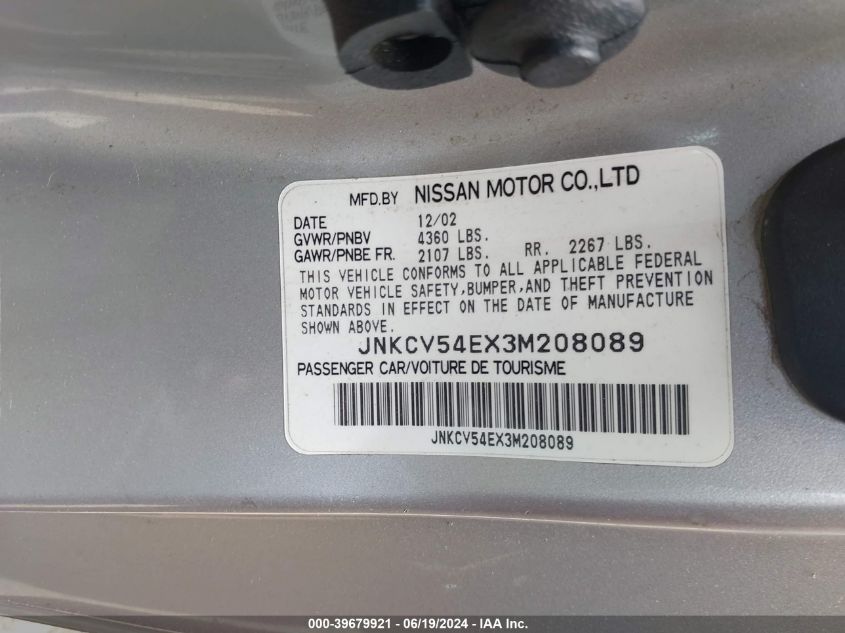 MFD.BY NISSAN MOTOR CO.,LTD
DATE 12/02
GVWR/PNBV 4360 LBS.
GAWR/PNBE FR. 2107 LBS. RR. 2267 LBS.
THIS VEHICLE CONFORMS TO ALL APPLICABLE FEDERAL
MOTOR VEHICLE SAFETY,BUMPER,AND THEFT PREVENTION
STANDARDS IN EFFECT ON THE DATE OF MANUFACTURE
SHOWN ABOVE.
JNKCV54EX3M208089
PASSENGER CAR/VOITURE DE TOURISME
JNKCV54EX3M208089
000-39679921 - 06/19/2024 - IAA Inc.